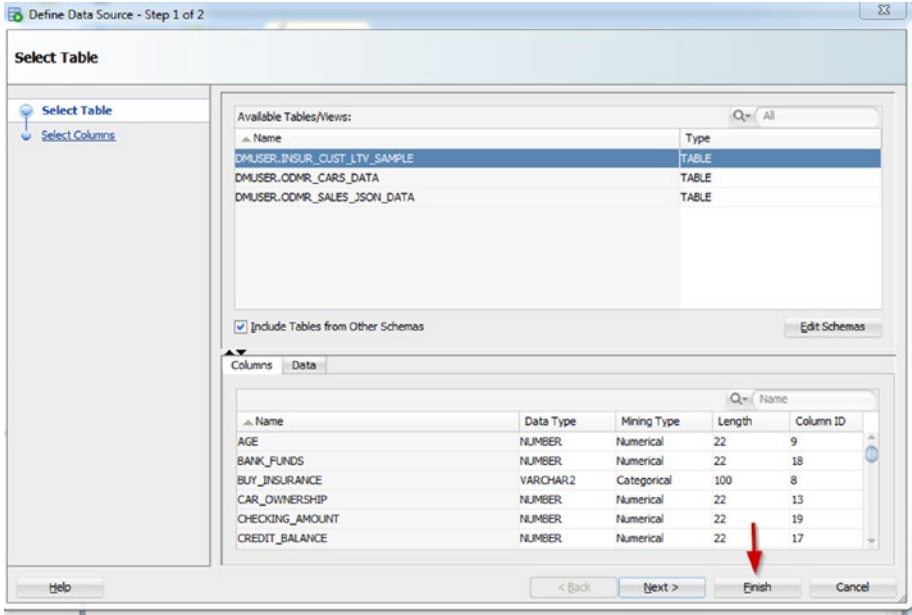 Define Data Source - Step 1 of 2
Select Table
Select Table
Select Columns
Available Tables/Views:
All
Name Type
DMUSER.INSUR_CUST_LTV_SAMPLE TABLE
DMUSER.ODMR_CARS_DATA TABLE
DMUSER.ODMR_SALES_JSON_DATA TABLE
Include Tables from Other Schemas Edit Schemas
Columns Data
Name
Name Data Type Mining Type Length Column ID
AGE NUMBER Numerical 22 9
BANK_FUNDS NUMBER Numerical 22 18
BUY_INSURANCE VARCHAR2 Categorical 100 8
CAR_OWNERSHIP NUMBER Numerical 22 13
CHECKING_AMOUNT NUMBER Numerical 22 19
CREDIT_BALANCE NUMBER Numerical 22 17
Help < Back Next > Finish Cancel